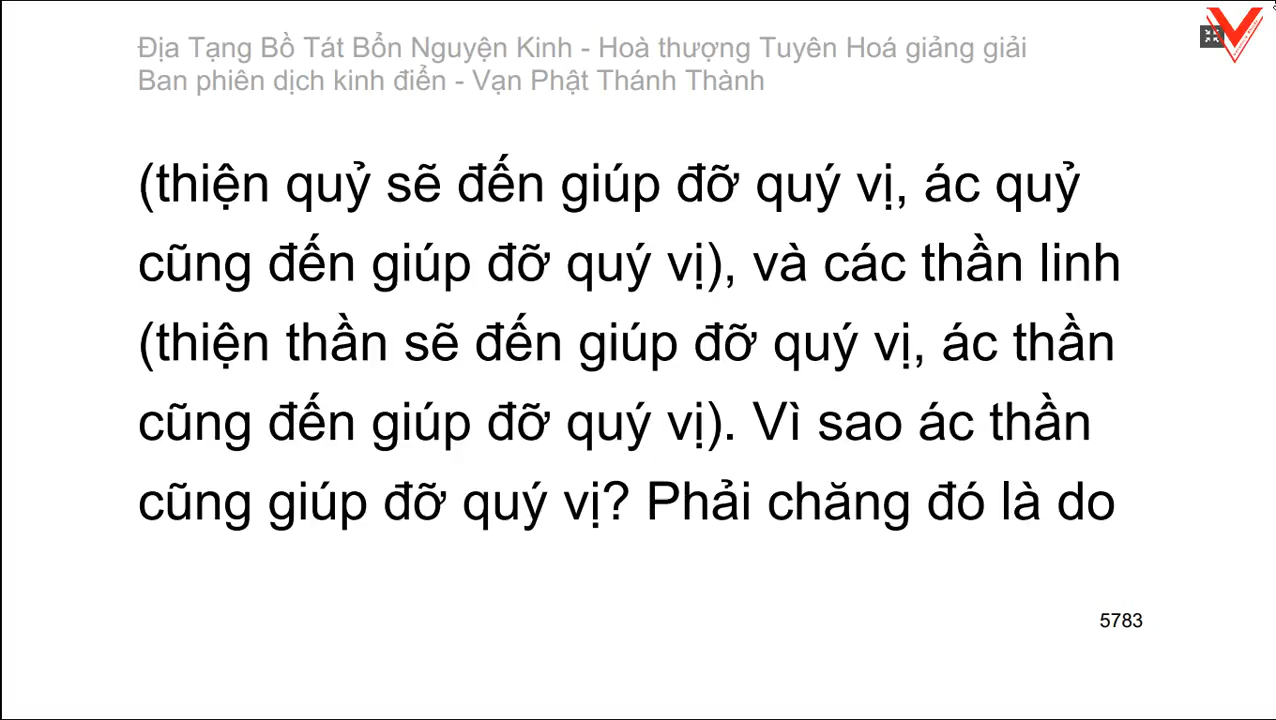 Địa Tạng Bồ Tát Bổn Nguyện Kinh - Hoà thượng Tuyên Hoá giảng giải
Ban phiên dịch kinh điển - Vạn Phật Thánh Thành
(thiện quỷ sẽ đến giúp đỡ quý vị, ác quỷ
cũng đến giúp đỡ quý vị), và các thần linh
(thiện thần sẽ đến giúp đỡ quý vị, ác thần
cũng đến giúp đỡ quý vị). Vì sao ác thần
cũng giúp đỡ quý vị? Phải chăng đó là do
5783